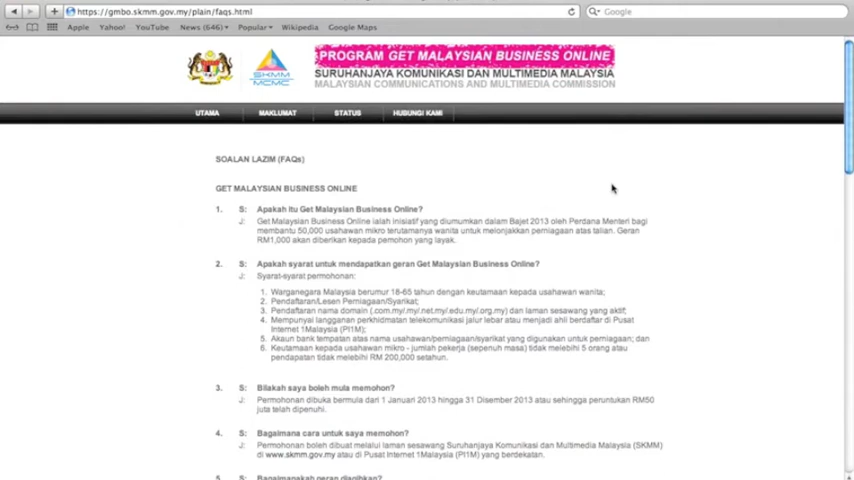 https://gmbo.skmm.gov.my/plain/faqs.html
Google
Apple Yahoo! YouTube News (646) Popular Wikipedia Google Maps
SKMM
MCMC
PROGRAM GET MALAYSIAN BUSINESS ONLINE
SURUHANJAYA KOMUNIKASI DAN MULTIMEDIA MALAYSIA
MALAYSIAN COMMUNICATIONS AND MULTIMEDIA COMMISSION
UTAMA MAKLUMAT STATUS HUBUNGI KAMI
SOALAN LAZIM (FAQs)
GET MALAYSIAN BUSINESS ONLINE
1. S: Apakah itu Get Malaysian Business Online?
J: Get Malaysian Business Online ialah inisiatif yang diumumkan dalam Bajet 2013 oleh Perdana Menteri bagi
membantu 50,000 usahawan mikro terutamanya wanita untuk melonjakkan perniagaan atas talian. Geran
RM1,000 akan diberikan kepada pemohon yang layak.
2. S: Apakah syarat untuk mendapatkan geran Get Malaysian Business Online?
J: Syarat-syarat permohonan:
1. Warganegara Malaysia berumur 18-65 tahun dengan keutamaan kepada usahawan wanita;
2. Pendaftaran/Lesen Perniagaan/Syarikat;
3. Pendaftaran nama domain (.com.my/.my/.net.my/.edu.my/.org.my) dan laman sesawang yang aktif;
4. Mempunyai langganan perkhidmatan telekomunikasi jalur lebar atau menjadi ahli berdaftar di Pusat
Internet 1Malaysia (PI1M);
5. Akaun bank tempatan atas nama usahawan/perniagaan/syarikat yang digunakan untuk perniagaan; dan
6. Keutamaan kepada usahawan mikro - jumlah pekerja (sepenuh masa) tidak melebihi 5 orang atau
pendapatan tidak melebihi RM 200,000 setahun.
3. S: Bilakah saya boleh mula memohon?
J: Permohonan dibuka bermula dari 1 Januari 2013 hingga 31 Disember 2013 atau sehingga peruntukan RM50
juta telah dipenuhi.
4. S: Bagaimana cara untuk saya memohon?
J: Permohonan boleh dibuat melalui laman sesawang Suruhanjaya Komunikasi dan Multimedia Malaysia (SKMM)
di www.skmm.gov.my atau di Pusat Internet 1Malaysia (PI1M) yang berdekatan.
5. S: Bagaimanakah geran diagihkan?